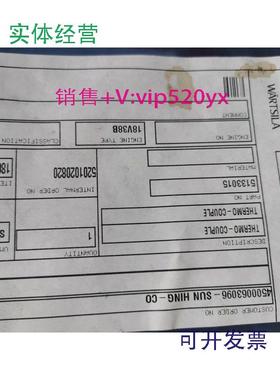 实体经营
销售+V:vip520yx
WÄRTSILÄ
CUSTOMER ORDER NO
4500063096-SUN HING-CO
DESCRIPTION
QUANTITY
THERMO-COUPLE
1
THERMO-COUPLE
PART NO
INTERNAL ORDER NO
5133015
5201020820
MATERIAL
ENGINE NO
ENGINE TYPE
CLASSIFICATION
18V38B
COMMENT
可开发票